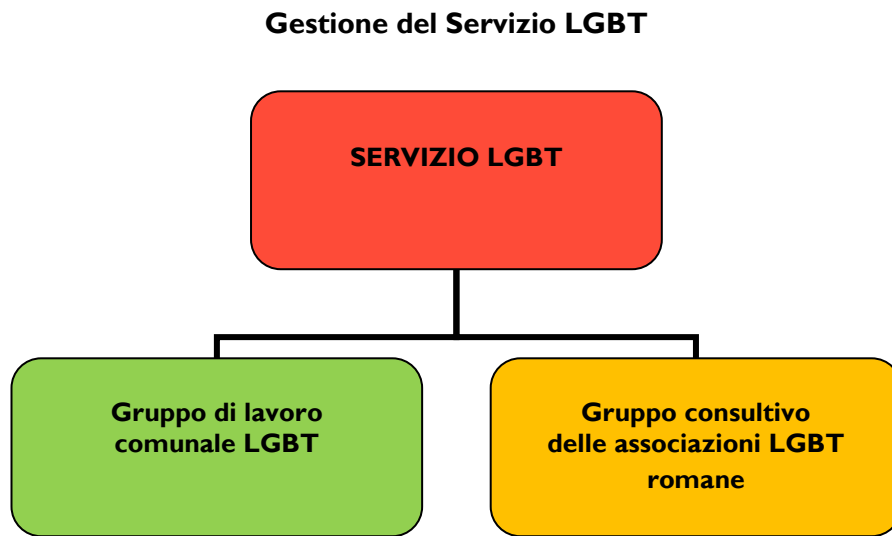 Gestione del Servizio LGBT
SERVIZIO LGBT
Gruppo di lavoro
comunale LGBT
Gruppo consultivo
delle associazioni LGBT
romane